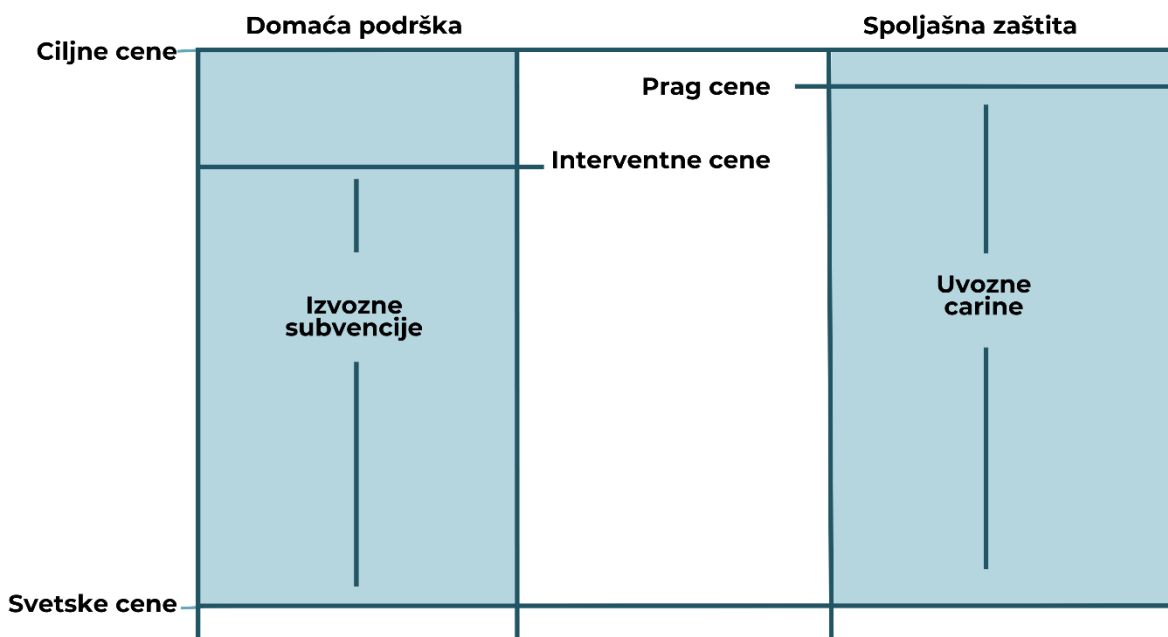 Domaća podrška
Spoljašna zaštita
Ciljne cene
Prag cene
Interventne cene
Izvozne
subvencije
Uvozne
carine
Svetske cene